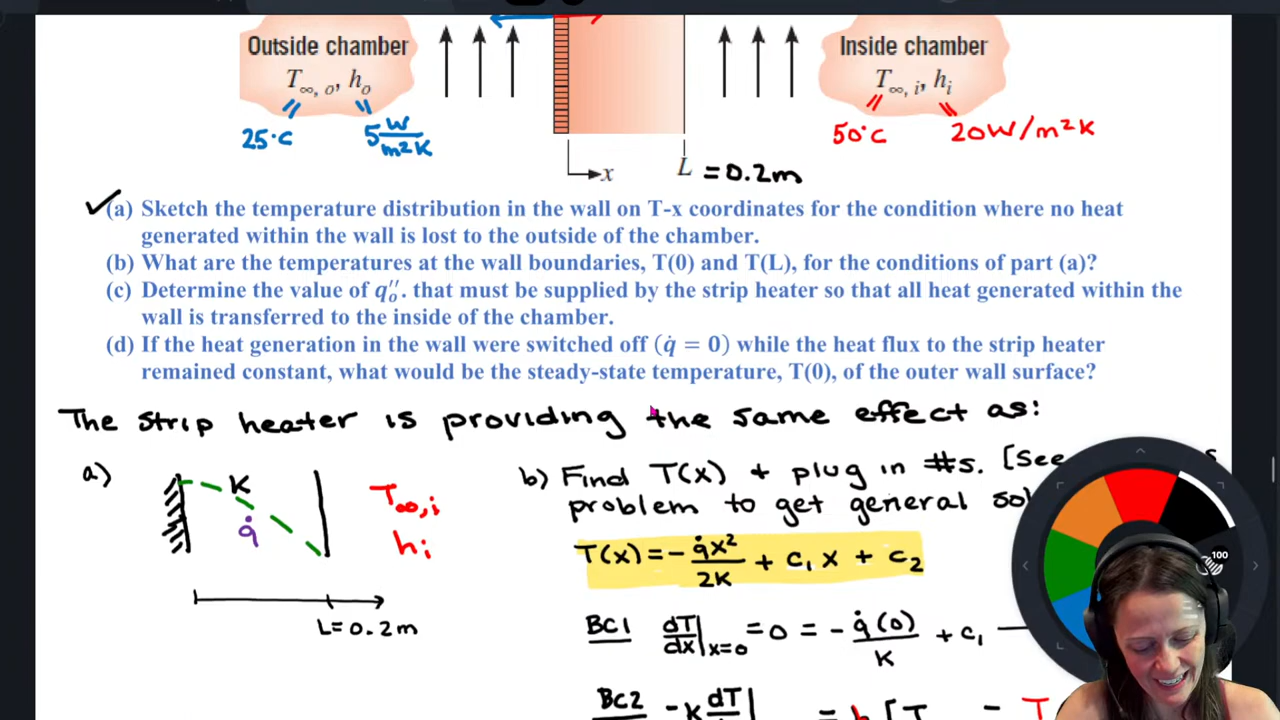 Outside chamber
T∞, o, hₒ
25°C
5 W/m²K
x
L = 0.2m
Inside chamber
T∞, i, hᵢ
50°C
20W/m²K
(a) Sketch the temperature distribution in the wall on T-x coordinates for the condition where no heat
generated within the wall is lost to the outside of the chamber.
(b) What are the temperatures at the wall boundaries, T(0) and T(L), for the conditions of part (a)?
(c) Determine the value of qₒ′′. that must be supplied by the strip heater so that all heat generated within the
wall is transferred to the inside of the chamber.
(d) If the heat generation in the wall were switched off (q̇ = 0) while the heat flux to the strip heater
remained constant, what would be the steady-state temperature, T(0), of the outer wall surface?
The strip heater is providing the same effect as:
a)
K
q̇
T∞,i
hi
L=0.2m
b) Find T(x) + plug in #s. [See
problem to get general
T(x) = - q̇x²/2K + C₁x + C₂
BC1 dT/dx|x=0 = 0 = - q̇(0)/K + C₁
BC2 -K dT
= h [T - T
100